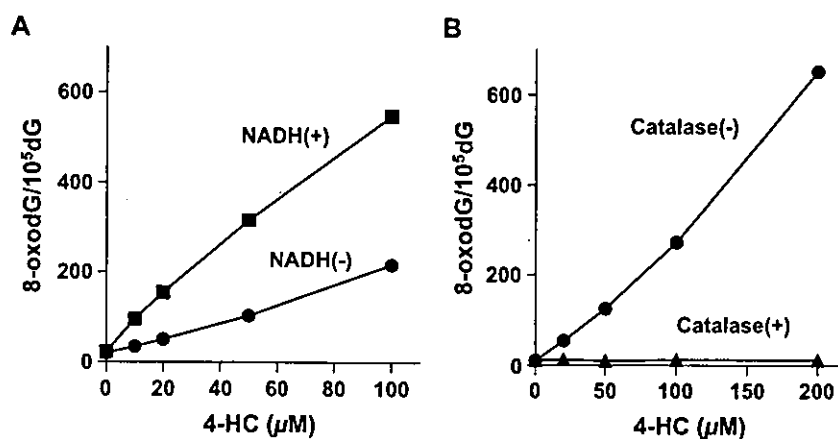 A
B
600
400
200
0
8-oxodG/10⁵dG
NADH(+)
NADH(-)
0 20 40 60 80 100
4-HC (μM)
600
400
200
0
8-oxodG/10⁵dG
Catalase(-)
Catalase(+)
0 50 100 150 200
4-HC (μM)